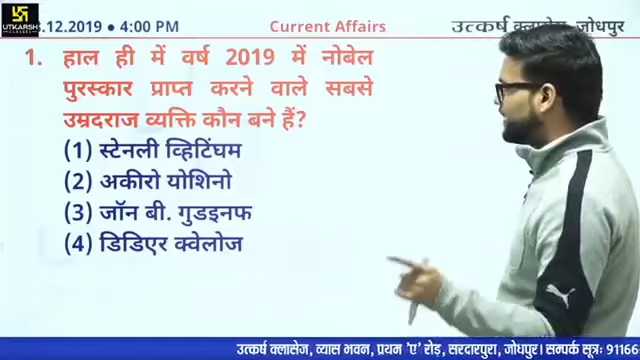 .12.2019 ● 4:00 PM Current Affairs उत्कर्ष क्लासेज, जोधपुर
UTKARSH
CLASSES
1. हाल ही में वर्ष 2019 में नोबेल
पुरस्कार प्राप्त करने वाले सबसे
उम्रदराज व्यक्ति कौन बने हैं?
(1) स्टेनली व्हिटिंघम
(2) अकीरो योशिनो
(3) जॉन बी. गुडइनफ
(4) डिडिएर क्वेलोज
PUMA
उत्कर्ष क्लासेज, व्यास भवन, प्रथम 'ए' रोड़, सरदारपुरा, जोधपुर। सम्पर्क सूत्र: 91166